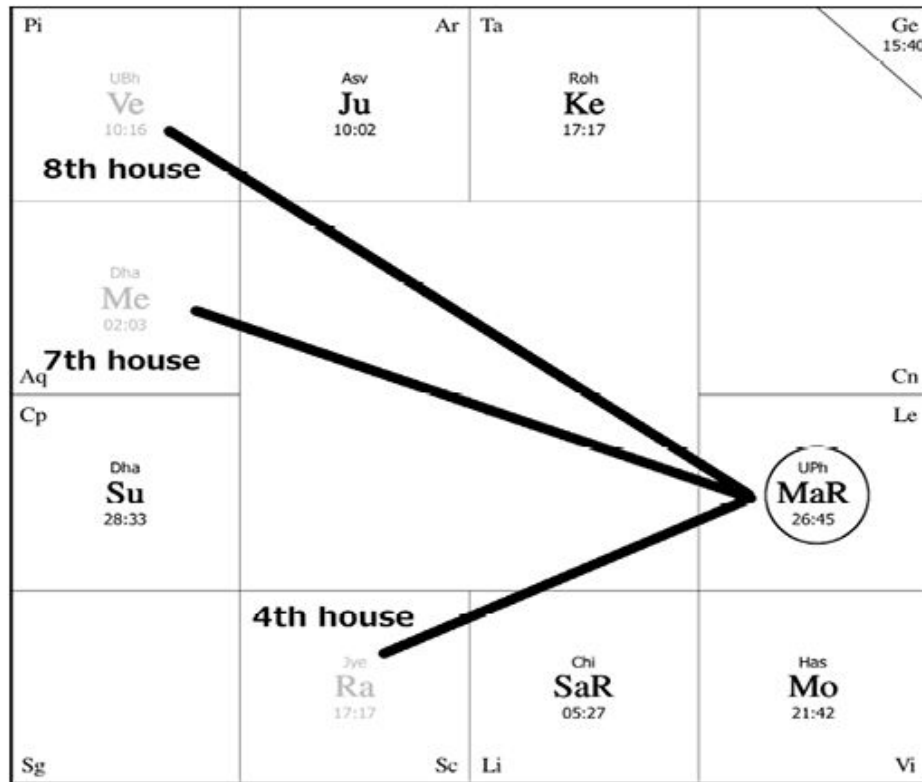 Pi
Ar
Ta
Ge
15:40
UBh
Ve
10:16
8th house
Asv
Ju
10:02
Roh
Ke
17:17
Dha
Me
02:03
7th house
Aq
Cn
Cp
Le
Dha
Su
28:33
UPh
MaR
26:45
4th house
Jye
Ra
17:17
Chi
SaR
05:27
Has
Mo
21:42
Sg
Sc
Li
Vi